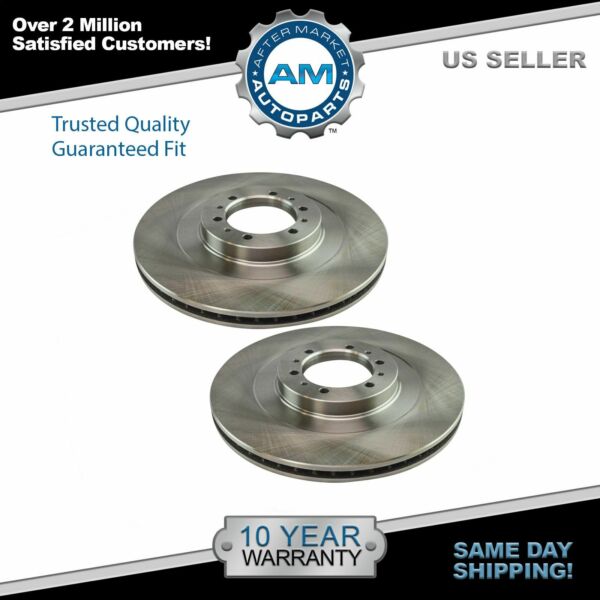 Over 2 Million
Satisfied Customers!
AFTER MARKET
AM
AUTOPARTS
TM
US SELLER
Trusted Quality
Guaranteed Fit
10 YEAR
WARRANTY
SAME DAY
SHIPPING!